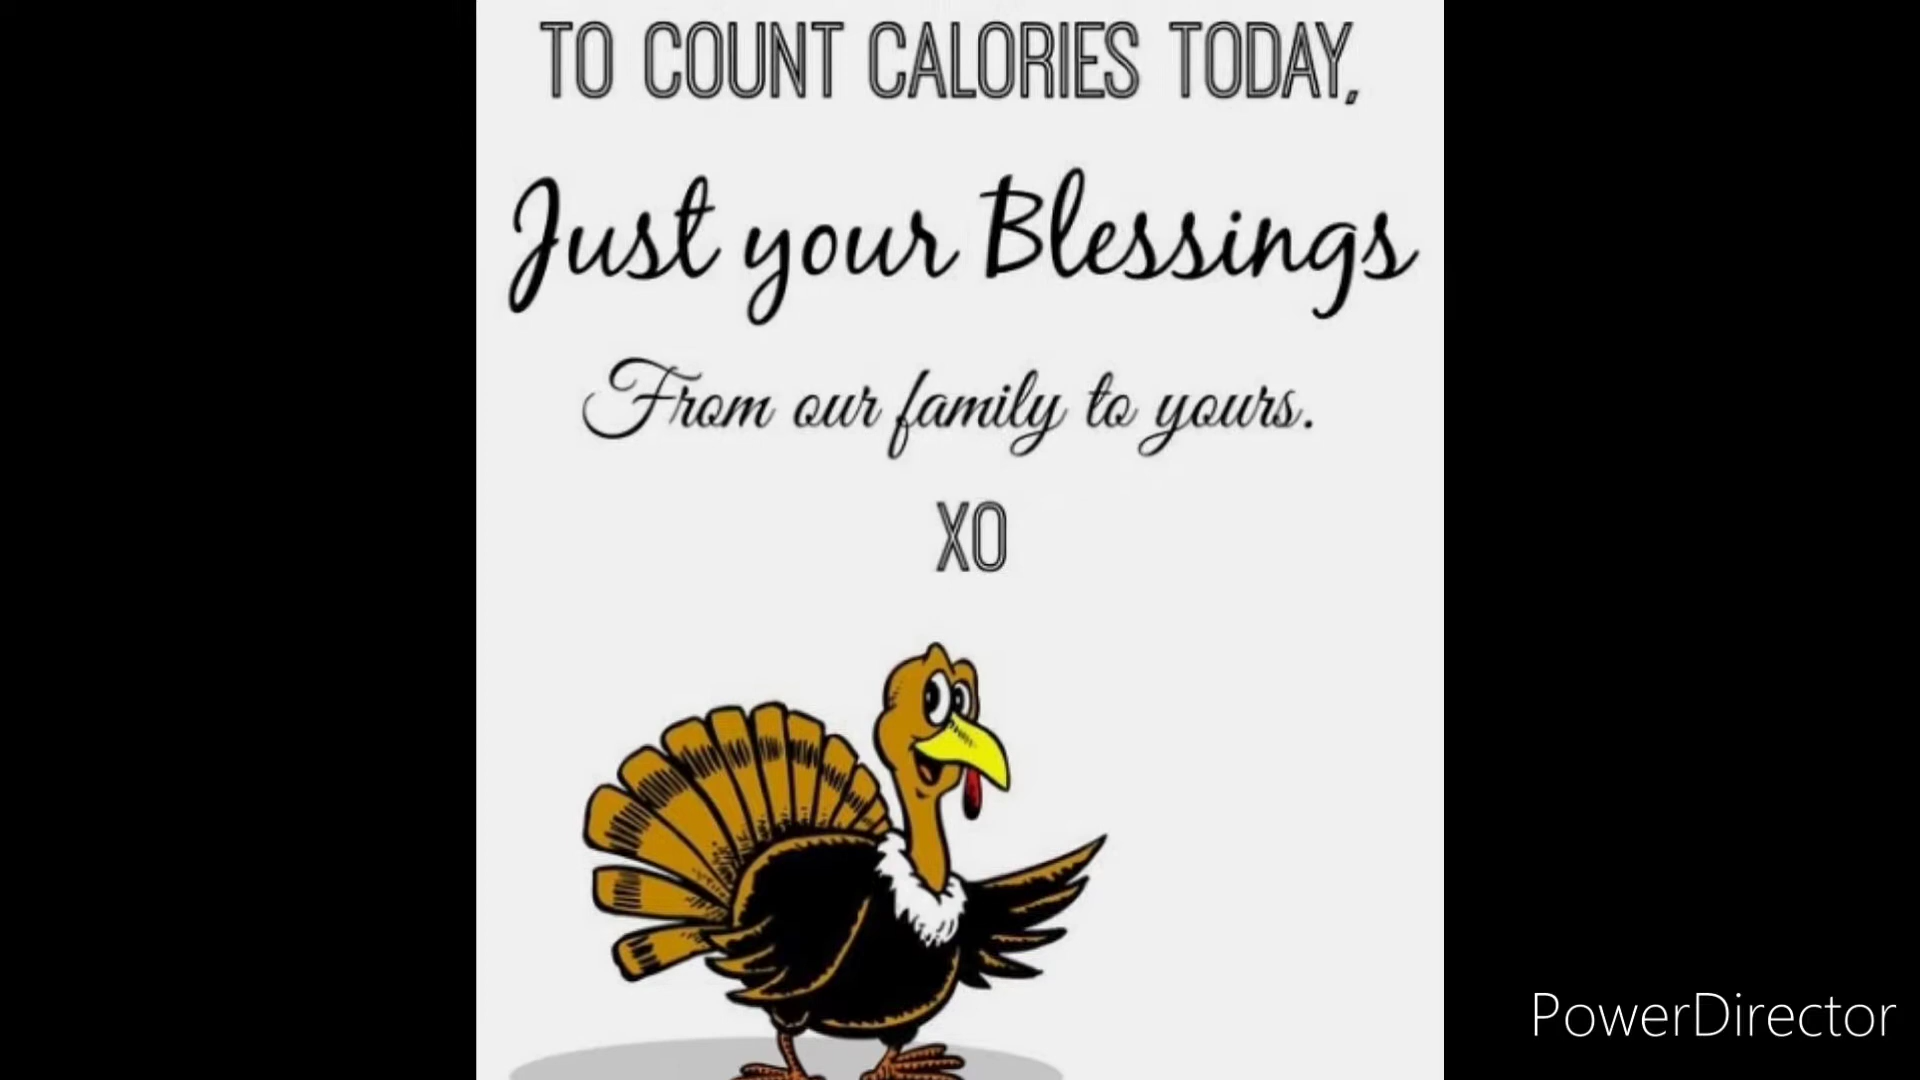 TO COUNT CALORIES TODAY,
Just your Blessings
From our family to yours.
XO
PowerDirector